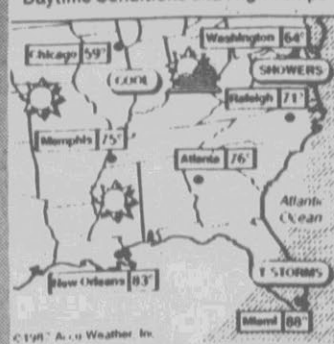 Daytime Conditions
Washington 64°
Chicago 59°
SHOWERS
COOL
Raleigh 71°
Memphis 75°
Atlanta 76°
Atlantic
Ocean
New Orleans 83°
T STORMS
Miami 88°
Accu Weather Inc